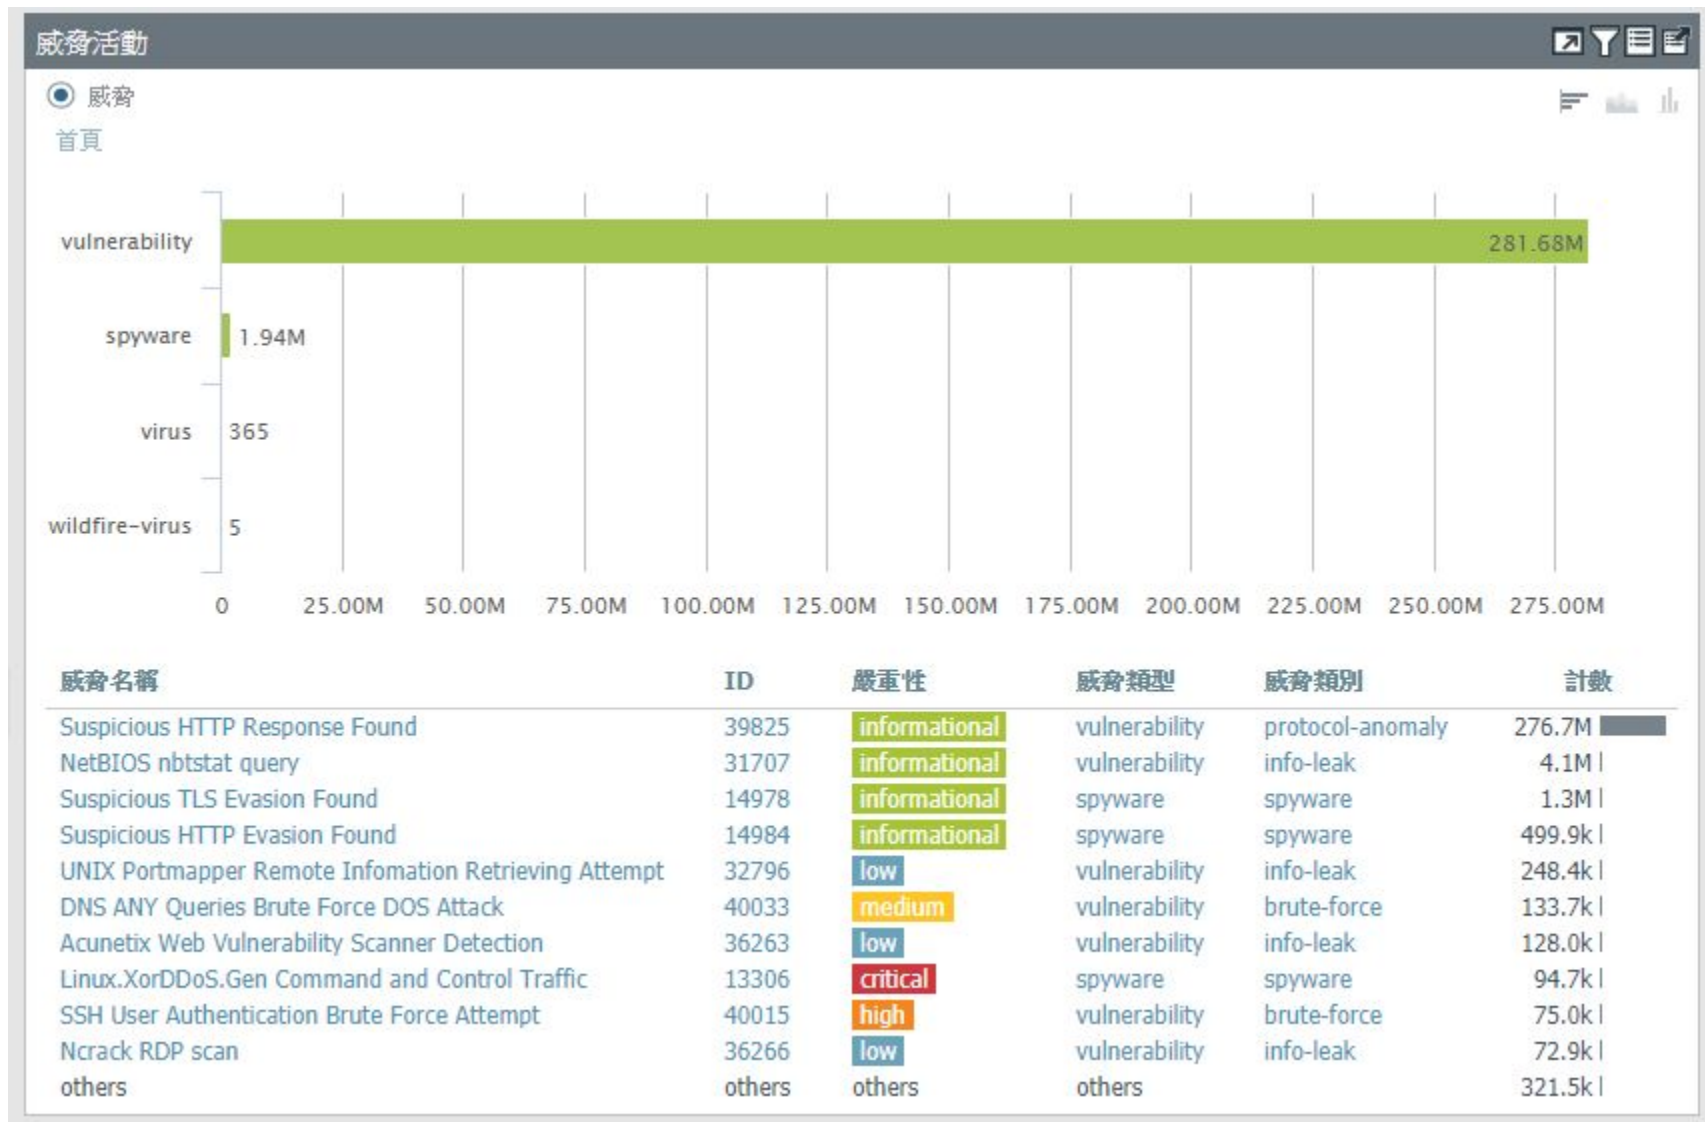 威脅活動
威脅
首頁
vulnerability 281.68M
spyware 1.94M
virus 365
wildfire-virus 5
0 25.00M 50.00M 75.00M 100.00M 125.00M 150.00M 175.00M 200.00M 225.00M 250.00M 275.00M
威脅名稱 ID 嚴重性 威脅類型 威脅類別 計數
Suspicious HTTP Response Found 39825 informational vulnerability protocol-anomaly 276.7M
NetBIOS nbtstat query 31707 informational vulnerability info-leak 4.1M
Suspicious TLS Evasion Found 14978 informational spyware spyware 1.3M
Suspicious HTTP Evasion Found 14984 informational spyware spyware 499.9k
UNIX Portmapper Remote Infomation Retrieving Attempt 32796 low vulnerability info-leak 248.4k
DNS ANY Queries Brute Force DOS Attack 40033 medium vulnerability brute-force 133.7k
Acunetix Web Vulnerability Scanner Detection 36263 low vulnerability info-leak 128.0k
Linux.XorDDoS.Gen Command and Control Traffic 13306 critical spyware spyware 94.7k
SSH User Authentication Brute Force Attempt 40015 high vulnerability brute-force 75.0k
Ncrack RDP scan 36266 low vulnerability info-leak 72.9k
others others others others 321.5k